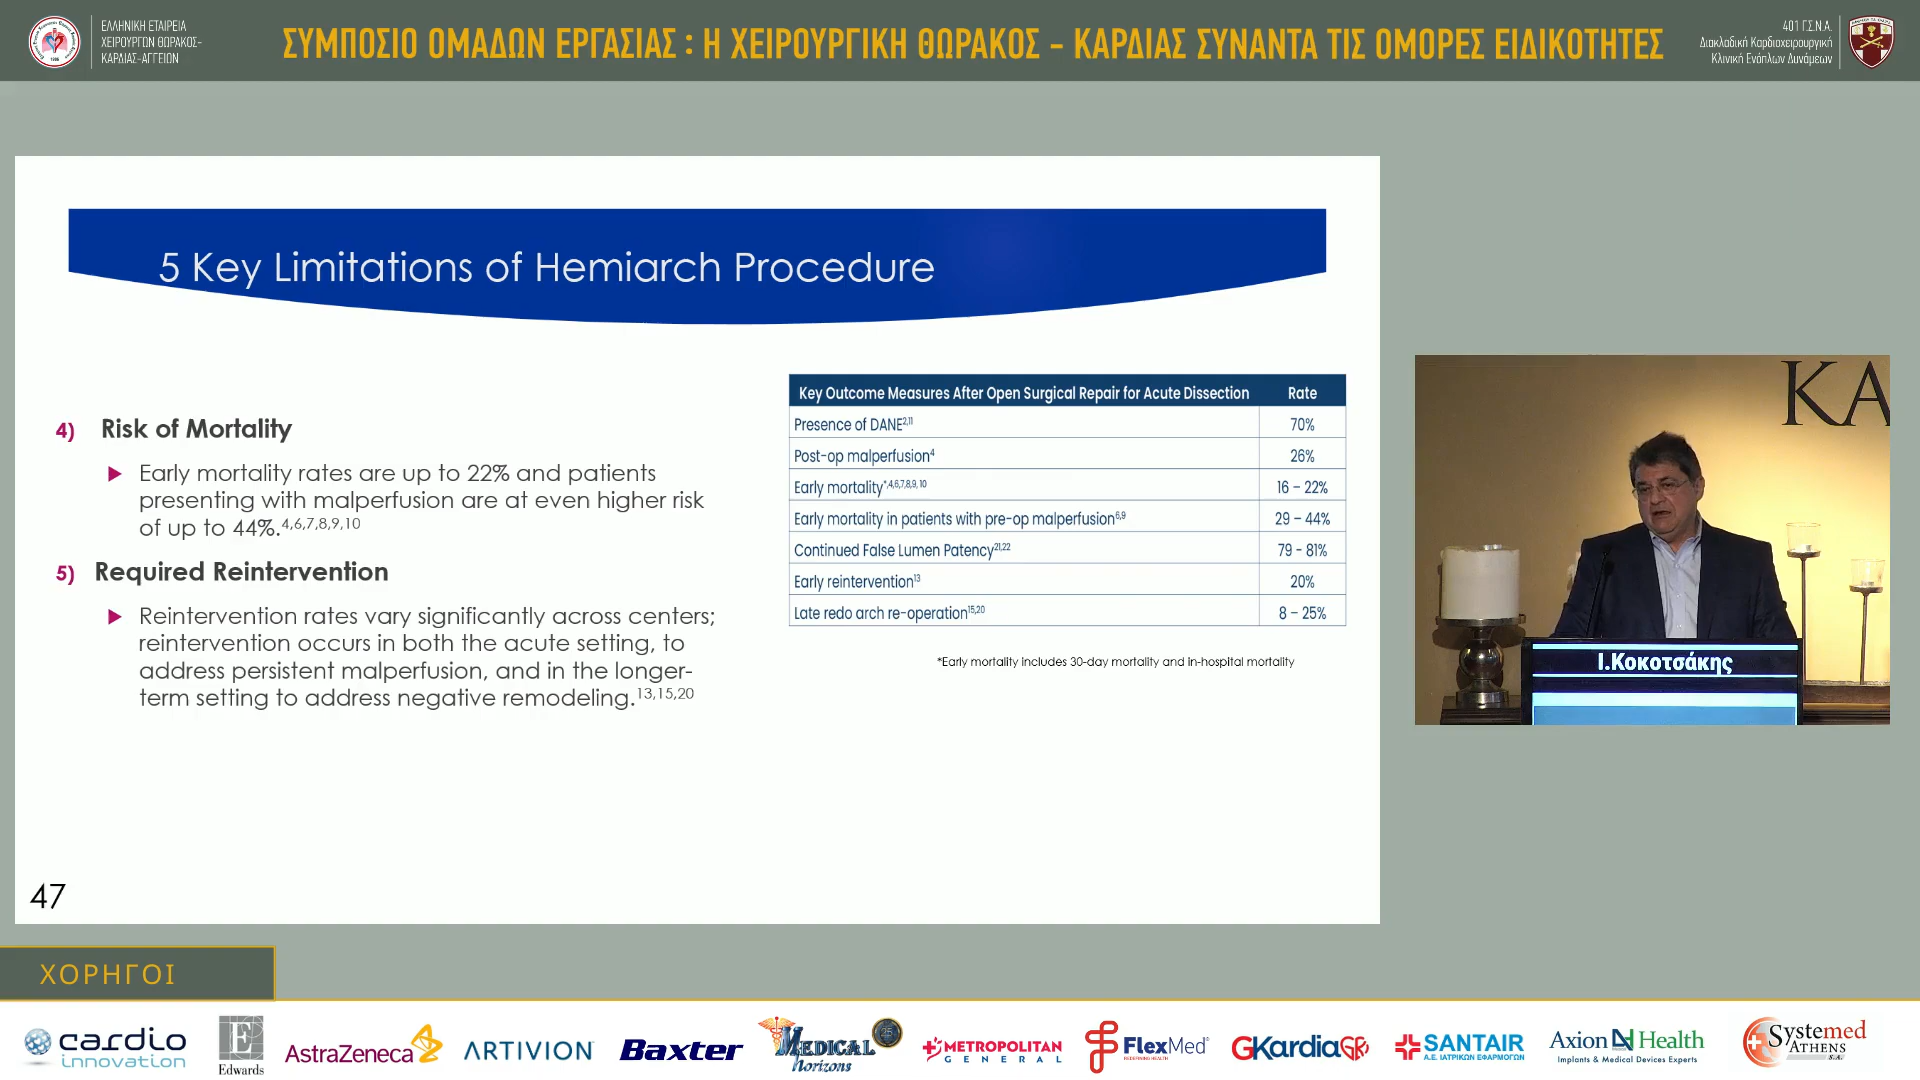 ΕΛΛΗΝΙΚΗ ΕΤΑΙΡΕΙΑ
ΧΕΙΡΟΥΡΓΩΝ ΘΩΡΑΚΟΣ-
ΚΑΡΔΙΑΣ-ΑΓΓΕΙΩΝ
ΣΥΜΠΟΣΙΟ ΟΜΑΔΩΝ ΕΡΓΑΣΙΑΣ : Η ΧΕΙΡΟΥΡΓΙΚΗ ΘΩΡΑΚΟΣ – ΚΑΡΔΙΑΣ ΣΥΝΑΝΤΑ ΤΙΣ ΟΜΟΡΕΣ ΕΙΔΙΚΟΤΗΤΕΣ
401 Γ.Σ.Ν.Α.
Διακλαδική Καρδιοχειρουργική
Κλινική Ενόπλων Δυνάμεων
5 Key Limitations of Hemiarch Procedure
4) Risk of Mortality
Early mortality rates are up to 22% and patients
presenting with malperfusion are at even higher risk
of up to 44%.4,6,7,8,9,10
5) Required Reintervention
Reintervention rates vary significantly across centers;
reintervention occurs in both the acute setting, to
address persistent malperfusion, and in the longer-
term setting to address negative remodeling.13,15,20
Key Outcome Measures After Open Surgical Repair for Acute Dissection Rate
Presence of DANE2,11 70%
Post-op malperfusion4 26%
Early mortality*,4,6,7,8,9,10 16 – 22%
Early mortality in patients with pre-op malperfusion6,9 29 – 44%
Continued False Lumen Patency21,22 79 - 81%
Early reintervention13 20%
Late redo arch re-operation15,20 8 – 25%
*Early mortality includes 30-day mortality and in-hospital mortality
47
KA
Ι.Κοκοτσάκης
ΧΟΡΗΓΟΙ
cardio
innovation
Edwards
AstraZeneca
ARTIVION
Baxter
MEDICAL
Horizons
METROPOLITAN
GENERAL
FlexMed
GKardiaGR
SANTAIR
Α.Ε. ΙΑΤΡΙΚΩΝ ΕΦΑΡΜΟΓΩΝ
Axion Health
Implants & Medical Devices Experts
Systemed
ATHENS
S.A.